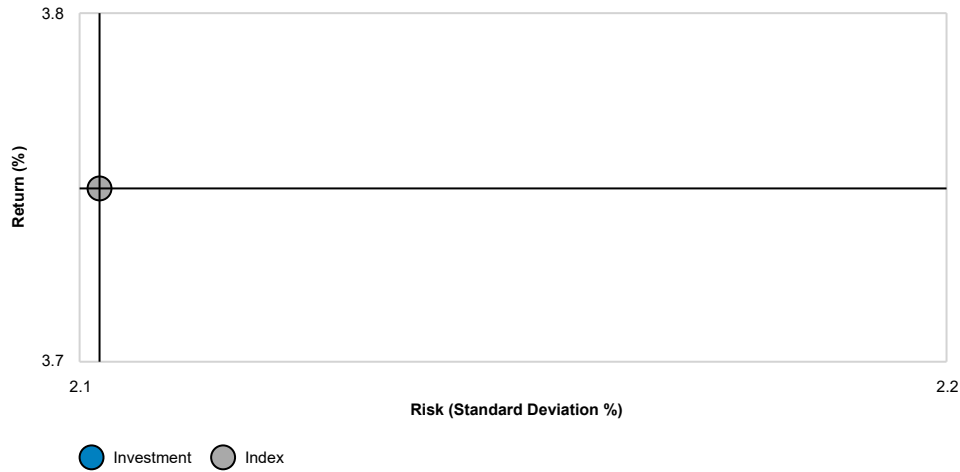 3.8
Return (%)
3.7
2.1
2.2
Risk (Standard Deviation %)
Investment
Index